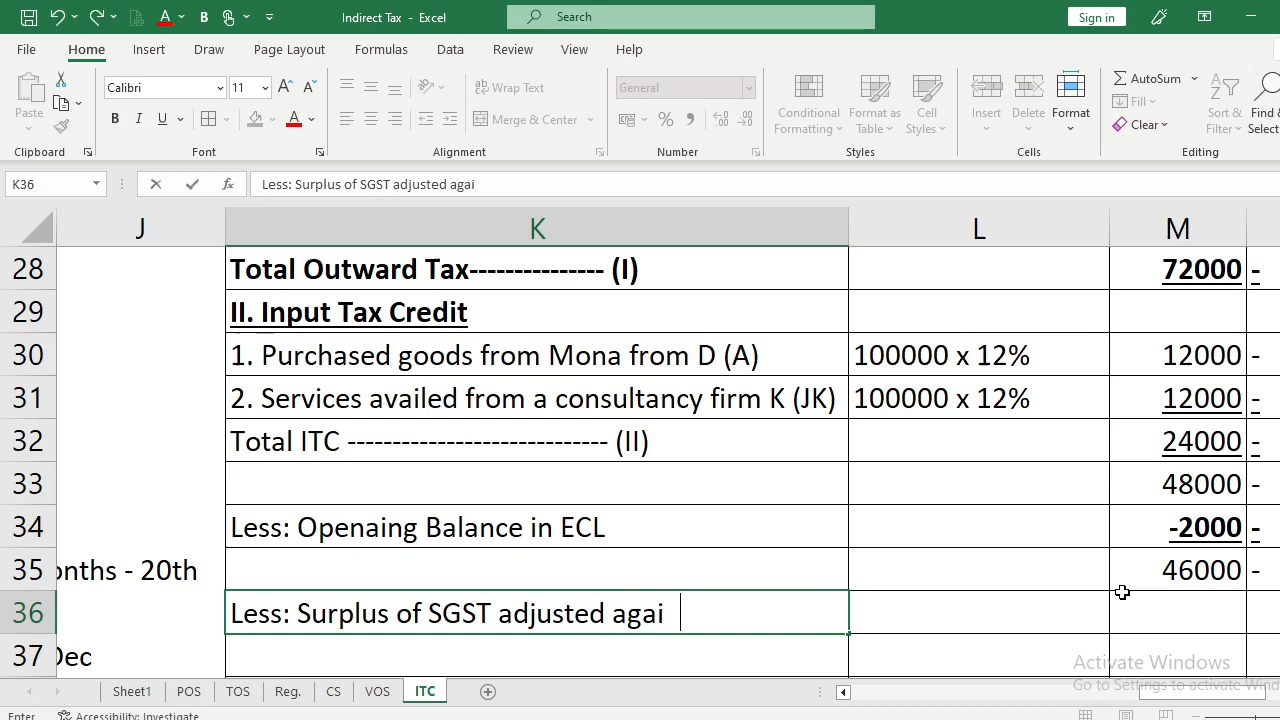 Indirect Tax - Excel
Search
Sign in
File Home Insert Draw Page Layout Formulas Data Review View Help
Paste
Calibri 11
B I U
Wrap Text
Merge & Center
General
Conditional Formatting
Format as Table
Cell Styles
Insert
Delete
Format
AutoSum
Fill
Clear
Sort & Filter
Find & Select
Clipboard Font Alignment Number Styles Cells Editing
K36 fx Less: Surplus of SGST adjusted agai
J K L M
28 Total Outward Tax--------------- (I) 72000 -
29 II. Input Tax Credit
30 1. Purchased goods from Mona from D (A) 100000 x 12% 12000 -
31 2. Services availed from a consultancy firm K (JK) 100000 x 12% 12000 -
32 Total ITC ----------------------------- (II) 24000 -
33 48000 -
34 Less: Openaing Balance in ECL -2000 -
35 onths - 20th 46000 -
36 Less: Surplus of SGST adjusted agai
37 Dec
Activate Windows
Go to Settings to activate Wind
Sheet1 POS TOS Reg. CS VOS ITC
Enter Accessibility: Investigate